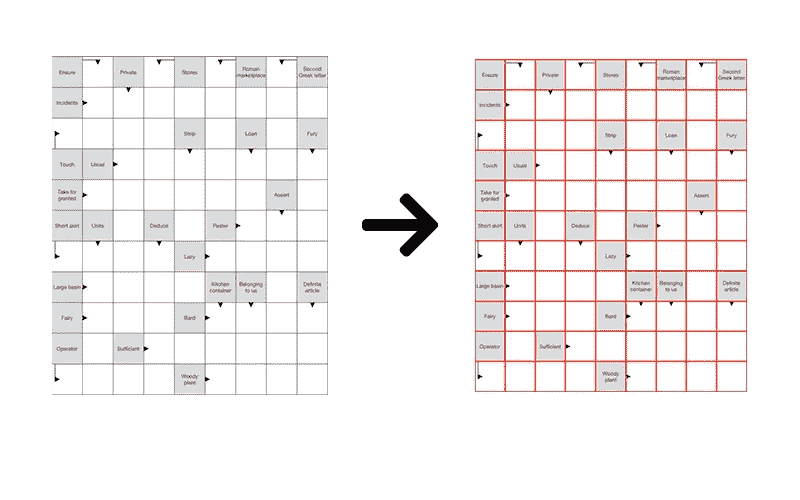 Ensure Private Stores Roman marketplace Second Greek letter
Incidents
Strip Loan Fury
Touch Usual
Take for granted Assert
Short skirt Units Deduce Pester
Lazy
Large basin Kitchen container Belonging to us Definite article
Fairy Bard
Operator Sufficient
Woody plant
Ensure Private Stores Roman marketplace Second Greek letter
Incidents
Strip Loan Fury
Touch Usual
Take for granted Assert
Short skirt Units Deduce Pester
Lazy
Large basin Kitchen container Belonging to us Definite article
Fairy Bard
Operator Sufficient
Woody plant